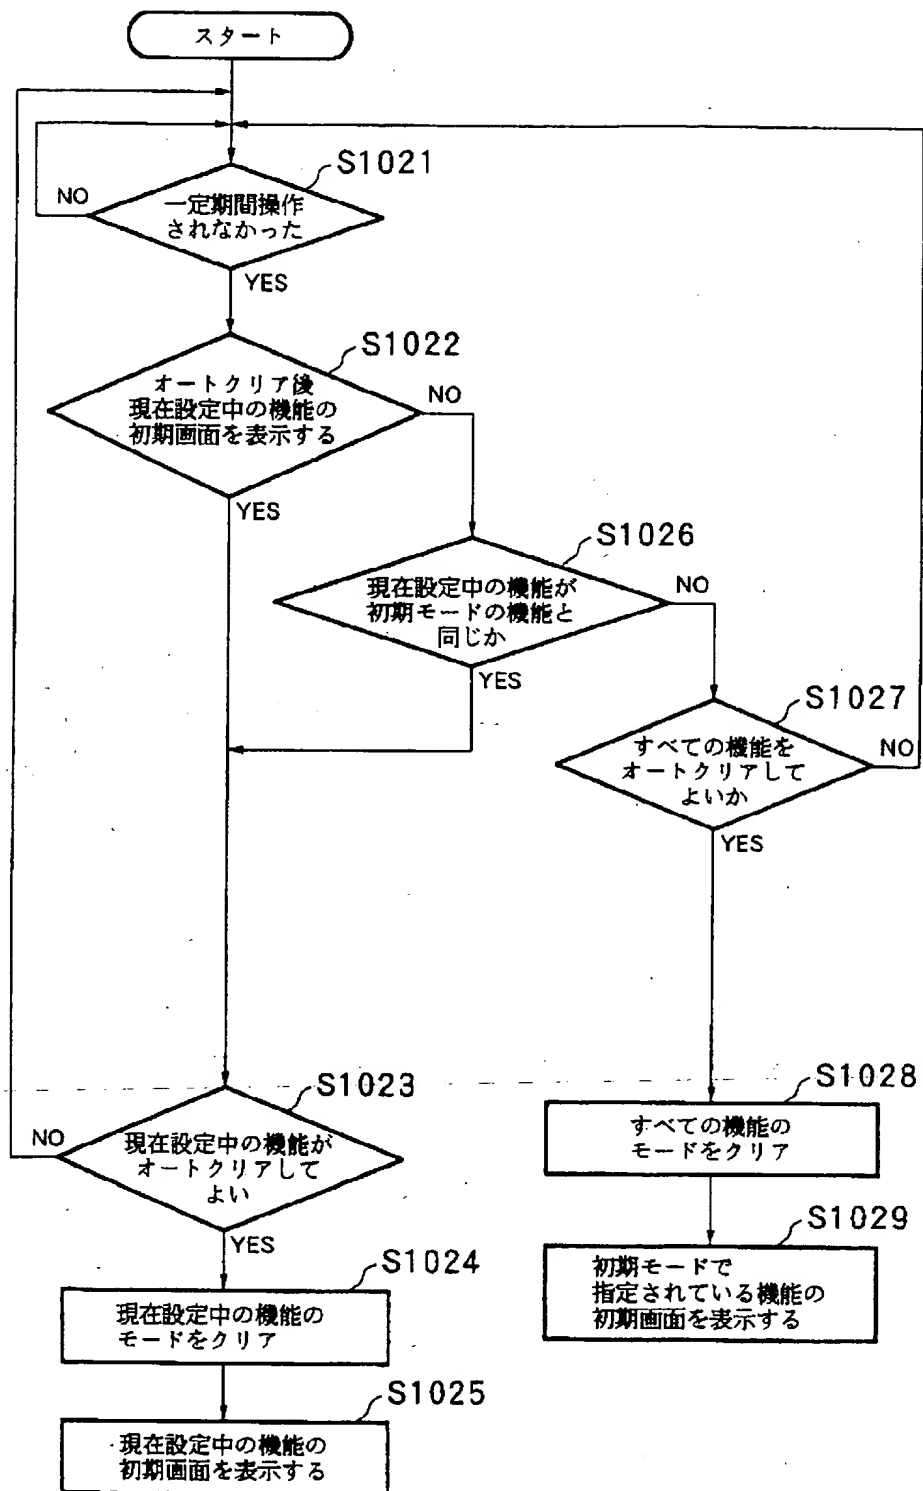 スタート
S1021
NO
一定期間操作
されなかった
YES
S1022
オートクリア後
現在設定中の機能の
初期画面を表示する
NO
YES
S1026
現在設定中の機能が
初期モードの機能と
同じか
NO
YES
S1027
すべての機能を
オートクリアして
よいか
NO
YES
S1023
NO
現在設定中の機能が
オートクリアして
よい
YES
S1028
すべての機能の
モードをクリア
S1029
初期モードで
指定されている機能の
初期画面を表示する
S1024
現在設定中の機能の
モードをクリア
S1025
現在設定中の機能の
初期画面を表示する